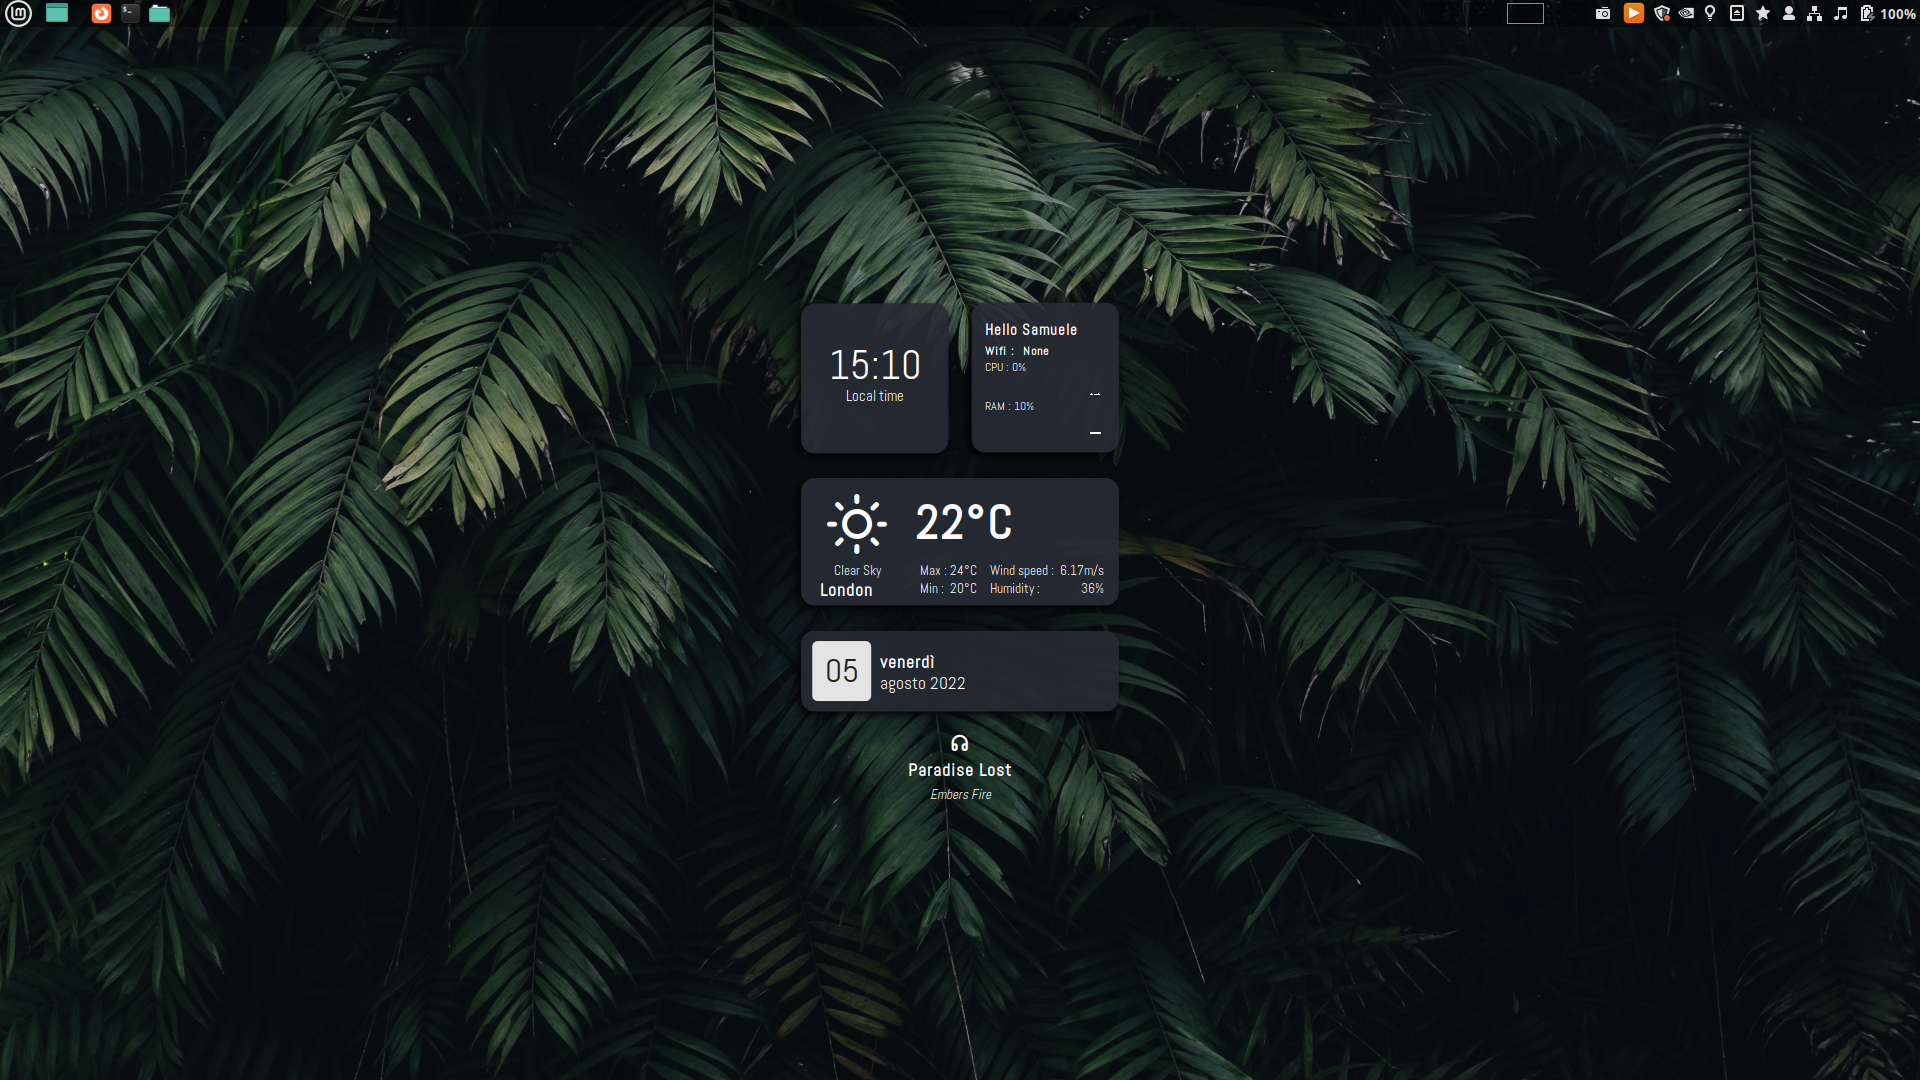 100%
15:10
Local time
Hello Samuele
Wifi : None
CPU : 0%
RAM : 10%
22°C
Clear Sky
London
Max : 24°C Wind speed : 6.17m/s
Min : 20°C Humidity : 36%
05
venerdì
agosto 2022
Paradise Lost
Embers Fire